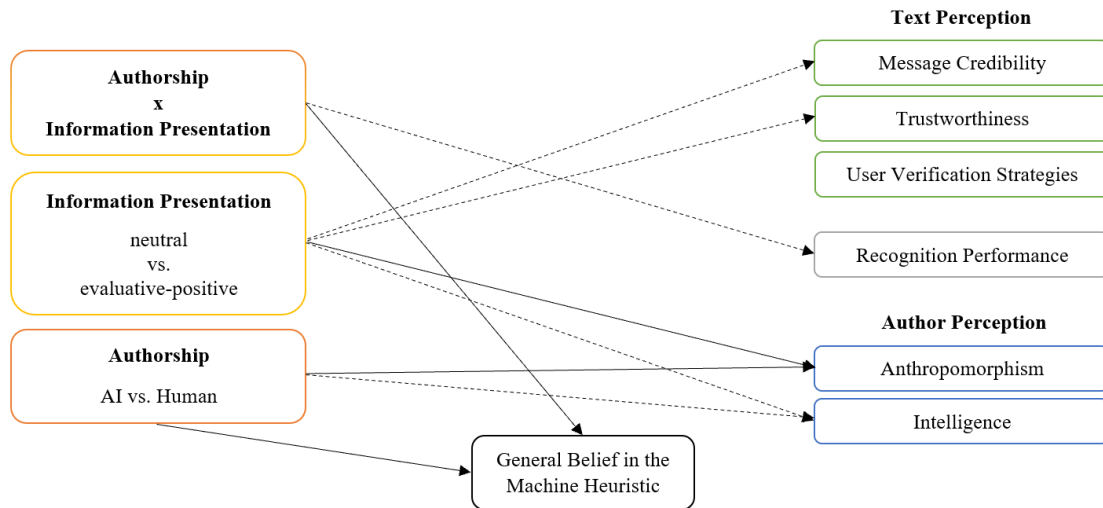 Authorship
x
Information Presentation
Information Presentation
neutral
vs.
evaluative-positive
Authorship
AI vs. Human
General Belief in the
Machine Heuristic
Text Perception
Message Credibility
Trustworthiness
User Verification Strategies
Recognition Performance
Author Perception
Anthropomorphism
Intelligence